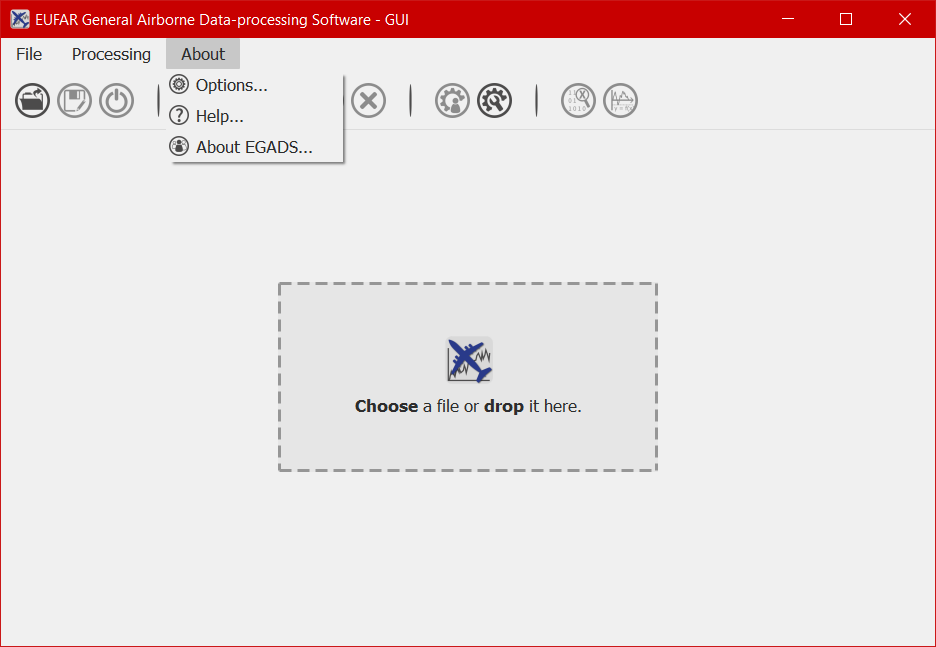 EUFAR General Airborne Data-processing Software - GUI
File Processing About
Options...
Help...
About EGADS...
Choose a file or drop it here.